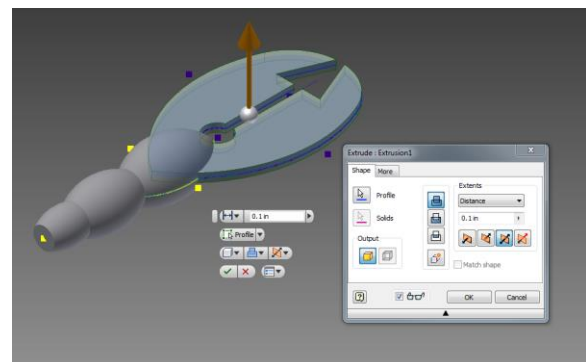 Extrude : Extrusion1
Shape More
Profile
Solids
Output
Extents
Distance
0.1 in
Match shape
OK Cancel
0.1 in
Profile